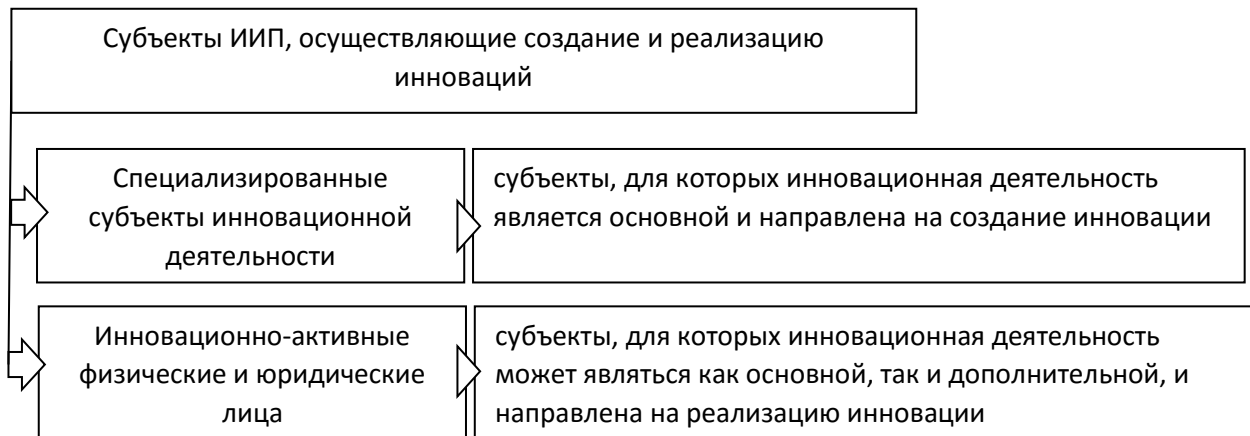 Субъекты ИИП, осуществляющие создание и реализацию
инноваций
Специализированные
субъекты инновационной
деятельности
субъекты, для которых инновационная деятельность
является основной и направлена на создание инновации
Инновационно-активные
физические и юридические
лица
субъекты, для которых инновационная деятельность
может являться как основной, так и дополнительной, и
направлена на реализацию инновации